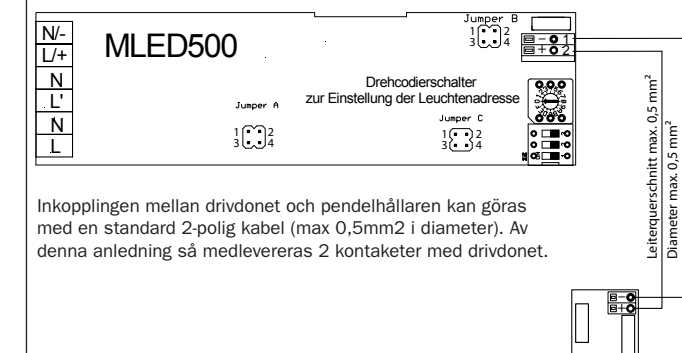 Jumper B
N/-
L/+
N
L'
N
L
MLED500
1 2
3 4
- 1
+ 2
Drehcodierschalter
zur Einstellung der Leuchtenadresse
Jumper A
1 2
3 4
Jumper C
1 2
3 4
Leiterquerschnitt max. 0,5 mm²
Diameter max. 0,5 mm²
Inkopplingen mellan drivdonet och pendelhållaren kan göras
med en standard 2-polig kabel (max 0,5mm2 i diameter). Av
denna anledning så medlevereras 2 kontaketer med drivdonet.
-
+